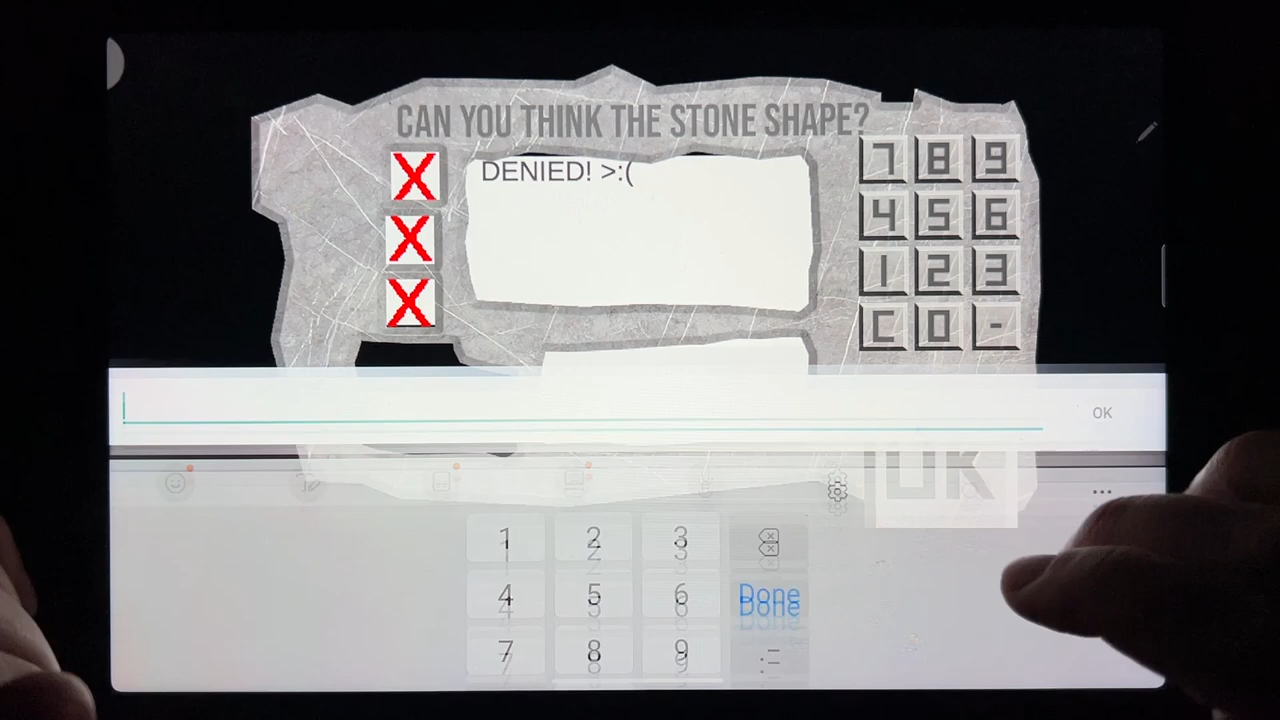 CAN YOU THINK THE STONE SHAPE?
DENIED! >:(
7 8 9
4 5 6
1 2 3
C 0 -
OK
OK
1 2 3
4 5 6 Done
7 8 9